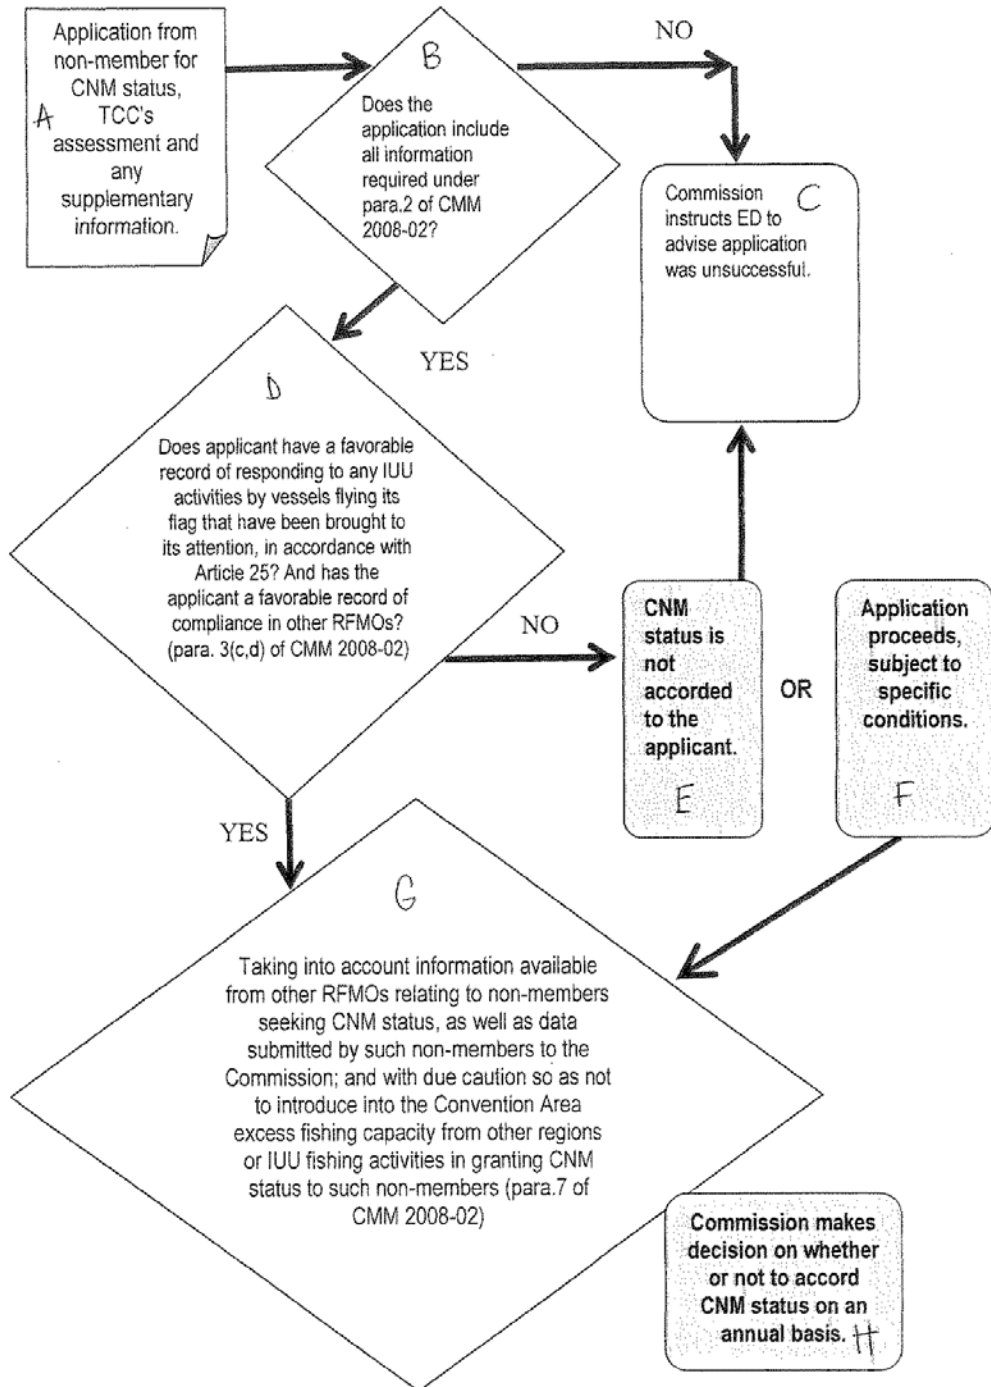 Application from
non-member for
CNM status,
A TCC's
assessment and
any
supplementary
information.
B
Does the
application include
all information
required under
para.2 of CMM
2008-02?
NO
Commission C
instructs ED to
advise application
was unsuccessful.
YES
D
Does applicant have a favorable
record of responding to any IUU
activities by vessels flying its
flag that have been brought to
its attention, in accordance with
Article 25? And has the
applicant a favorable record of
compliance in other RFMOs?
(para. 3(c,d) of CMM 2008-02)
NO
CNM
status is
not
accorded
to the
applicant.
E
OR
Application
proceeds,
subject to
specific
conditions.
F
YES
G
Taking into account information available
from other RFMOs relating to non-members
seeking CNM status, as well as data
submitted by such non-members to the
Commission; and with due caution so as not
to introduce into the Convention Area
excess fishing capacity from other regions
or IUU fishing activities in granting CNM
status to such non-members (para.7 of
CMM 2008-02)
Commission makes
decision on whether
or not to accord
CNM status on an
annual basis. H